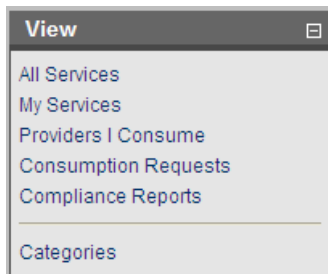 View
All Services
My Services
Providers I Consume
Consumption Requests
Compliance Reports
Categories